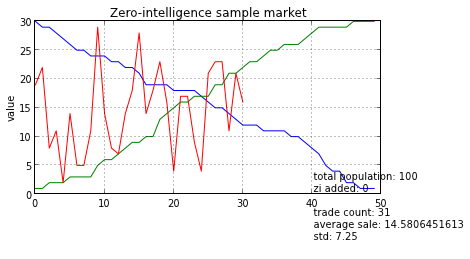 Zero-intelligence sample market
value
30
25
20
15
10
5
0
0 10 20 30 40 50
total population: 100
zi added: 0
trade count: 31
average sale: 14.5806451613
std: 7.25